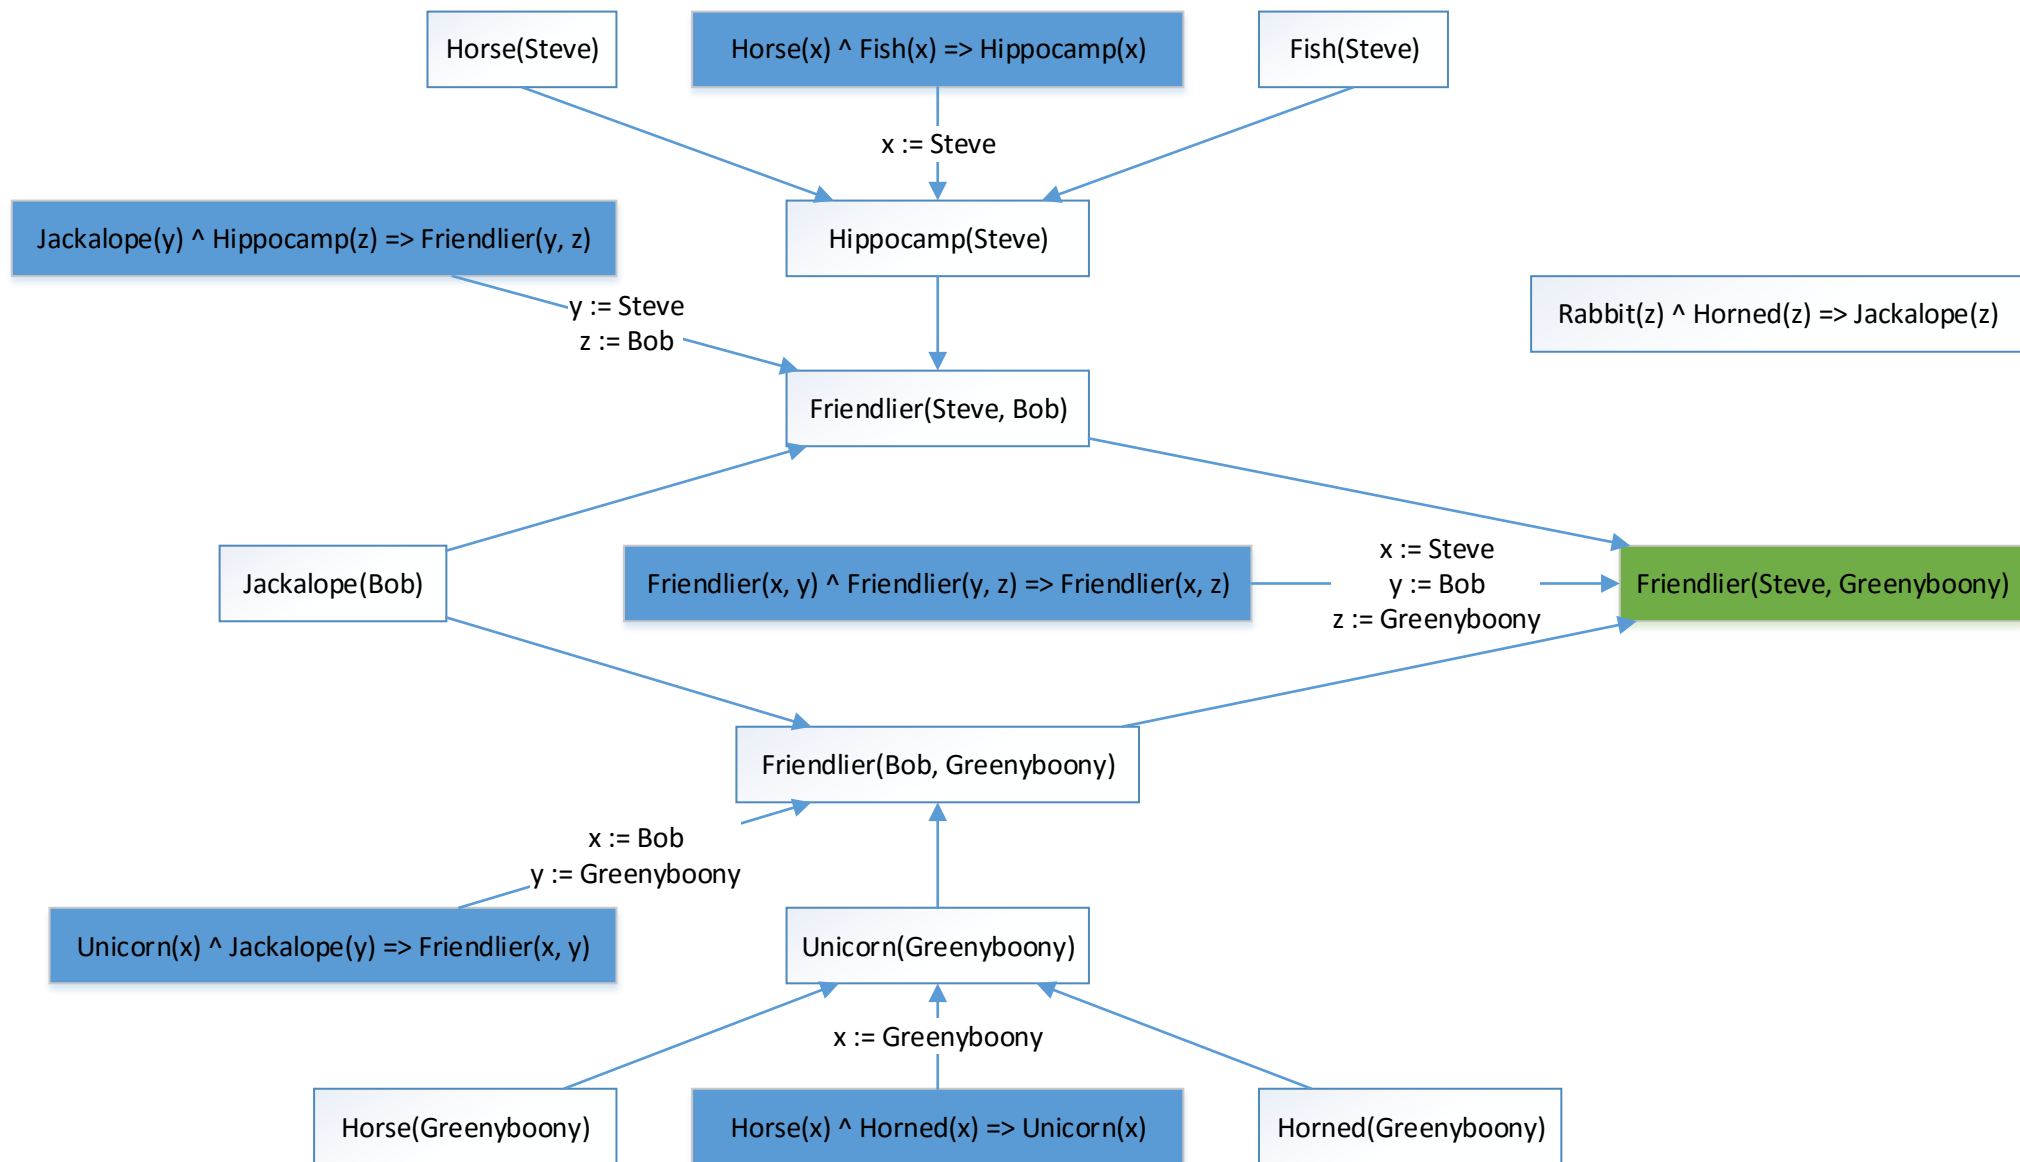 Horse(Steve)
Horse(x) ^ Fish(x) => Hippocamp(x)
Fish(Steve)
x := Steve
Jackalope(y) ^ Hippocamp(z) => Friendlier(y, z)
Hippocamp(Steve)
y := Steve
z := Bob
Rabbit(z) ^ Horned(z) => Jackalope(z)
Friendlier(Steve, Bob)
Jackalope(Bob)
Friendlier(x, y) ^ Friendlier(y, z) => Friendlier(x, z)
x := Steve
y := Bob
z := Greenyboony
Friendlier(Steve, Greenyboony)
Friendlier(Bob, Greenyboony)
x := Bob
y := Greenyboony
Unicorn(x) ^ Jackalope(y) => Friendlier(x, y)
Unicorn(Greenyboony)
x := Greenyboony
Horse(Greenyboony)
Horse(x) ^ Horned(x) => Unicorn(x)
Horned(Greenyboony)